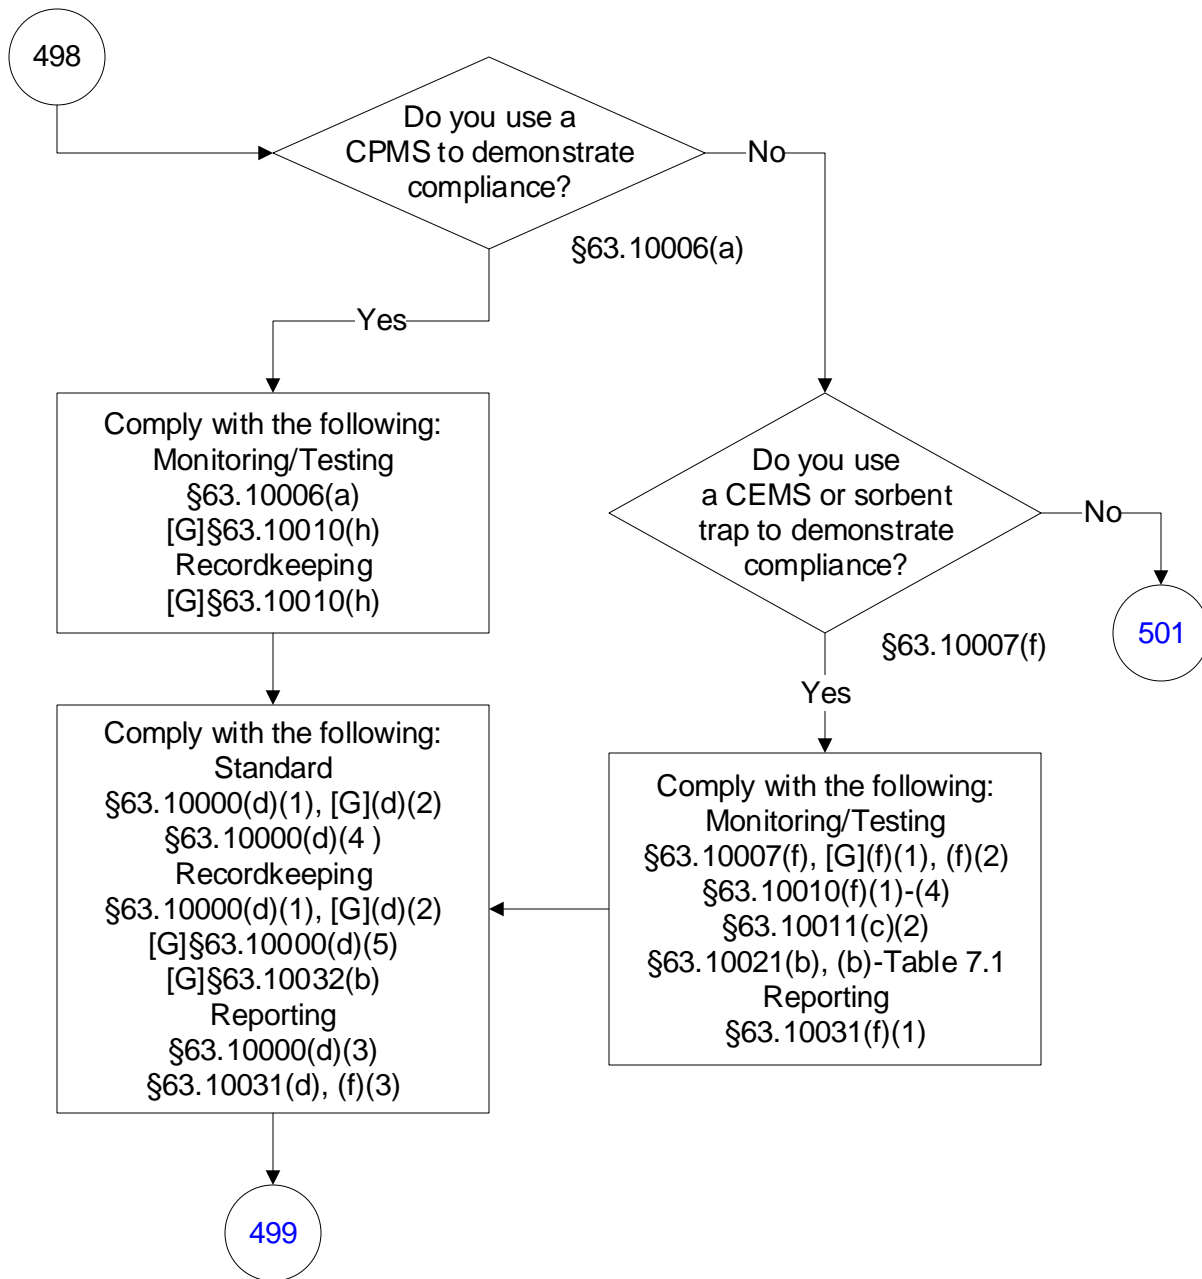 498
Do you use a
CPMS to demonstrate
compliance?
No
§63.10006(a)
Yes
Comply with the following:
Monitoring/Testing
§63.10006(a)
[G]§63.10010(h)
Recordkeeping
[G]§63.10010(h)
Do you use
a CEMS or sorbent
trap to demonstrate
compliance?
No
501
§63.10007(f)
Yes
Comply with the following:
Standard
§63.10000(d)(1), [G](d)(2)
§63.10000(d)(4 )
Recordkeeping
§63.10000(d)(1), [G](d)(2)
[G]§63.10000(d)(5)
[G]§63.10032(b)
Reporting
§63.10000(d)(3)
§63.10031(d), (f)(3)
Comply with the following:
Monitoring/Testing
§63.10007(f), [G](f)(1), (f)(2)
§63.10010(f)(1)-(4)
§63.10011(c)(2)
§63.10021(b), (b)-Table 7.1
Reporting
§63.10031(f)(1)
499